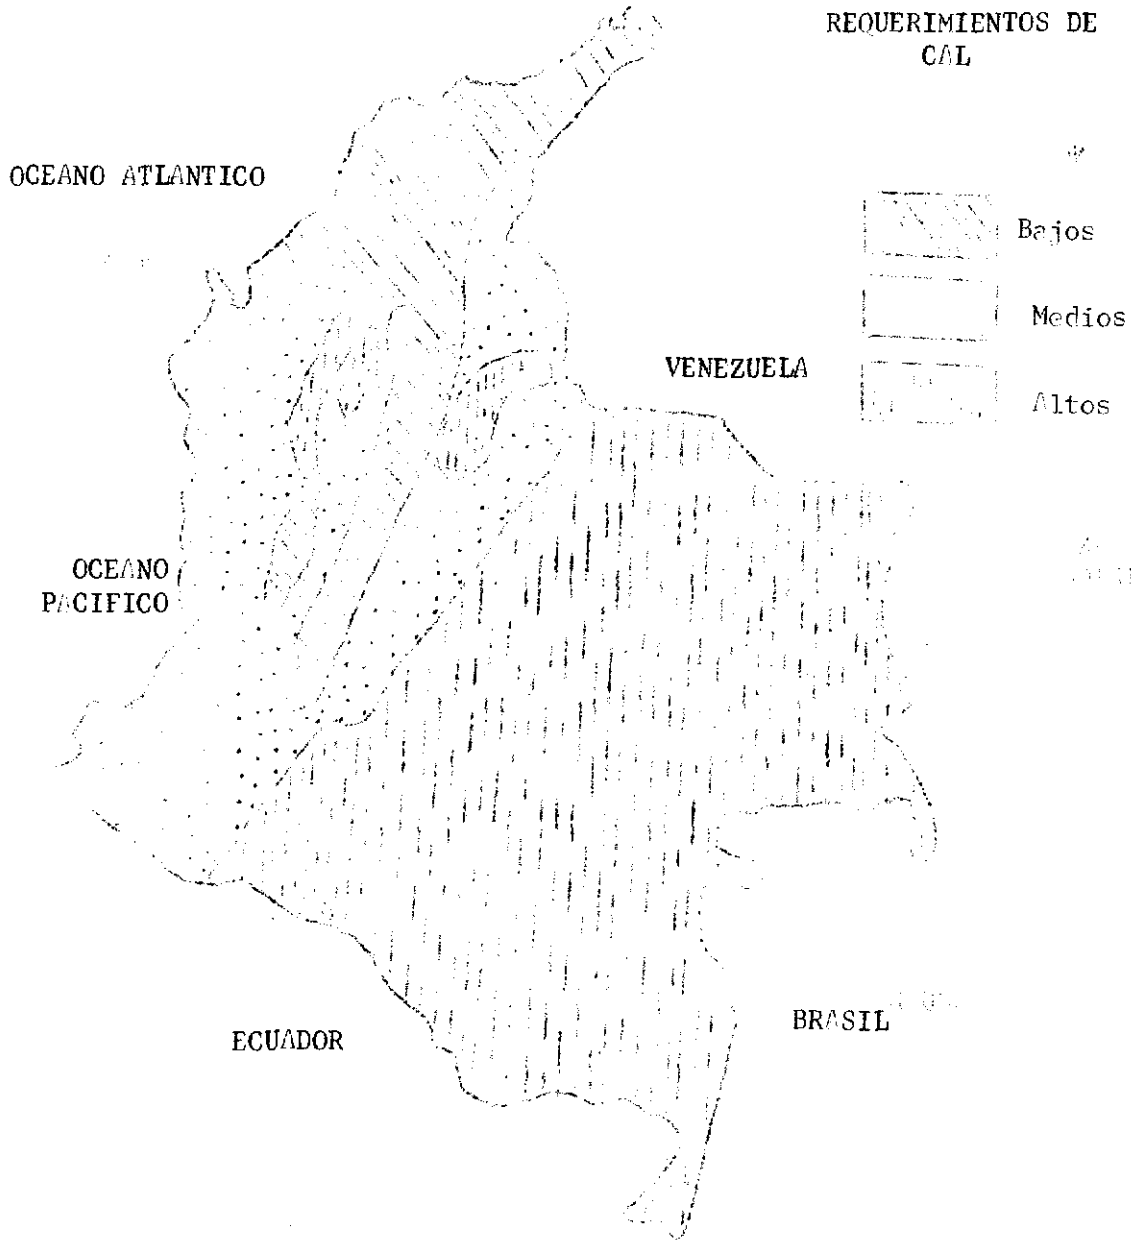 REQUERIMIENTOS DE
CAL
OCEANO ATLANTICO
Bajos
Medios
VENEZUELA
Altos
OCEANO
PACIFICO
BRASIL
ECUADOR